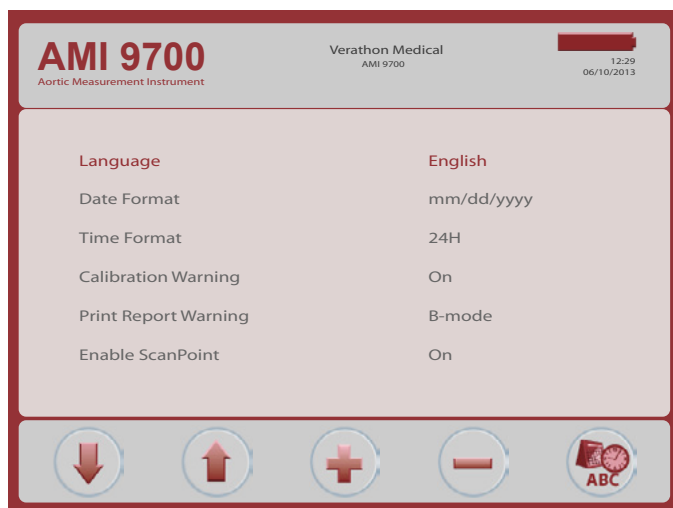 AMI 9700
Aortic Measurement Instrument
Verathon Medical
AMI 9700
12:29
06/10/2013
Language English
Date Format mm/dd/yyyy
Time Format 24H
Calibration Warning On
Print Report Warning B-mode
Enable ScanPoint On
ABC